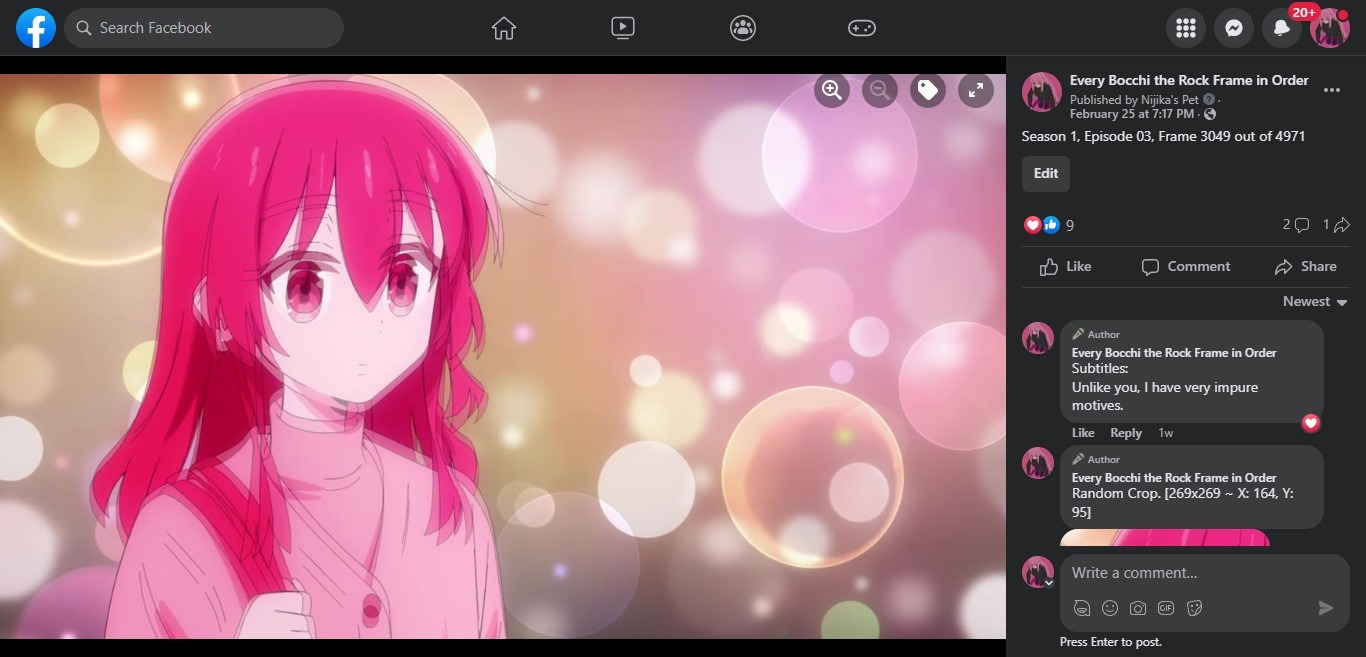 Search Facebook
20+
Every Bocchi the Rock Frame in Order
Published by Nijika's Pet ? ·
February 25 at 7:17 PM ·
Season 1, Episode 03, Frame 3049 out of 4971
Edit
9
2
1
Like
Comment
Share
Newest
Author
Every Bocchi the Rock Frame in Order
Subtitles:
Unlike you, I have very impure
motives.
Like Reply 1w
Author
Every Bocchi the Rock Frame in Order
Random Crop. [269x269 ~ X: 164, Y:
95]
Write a comment...
GIF
Press Enter to post.